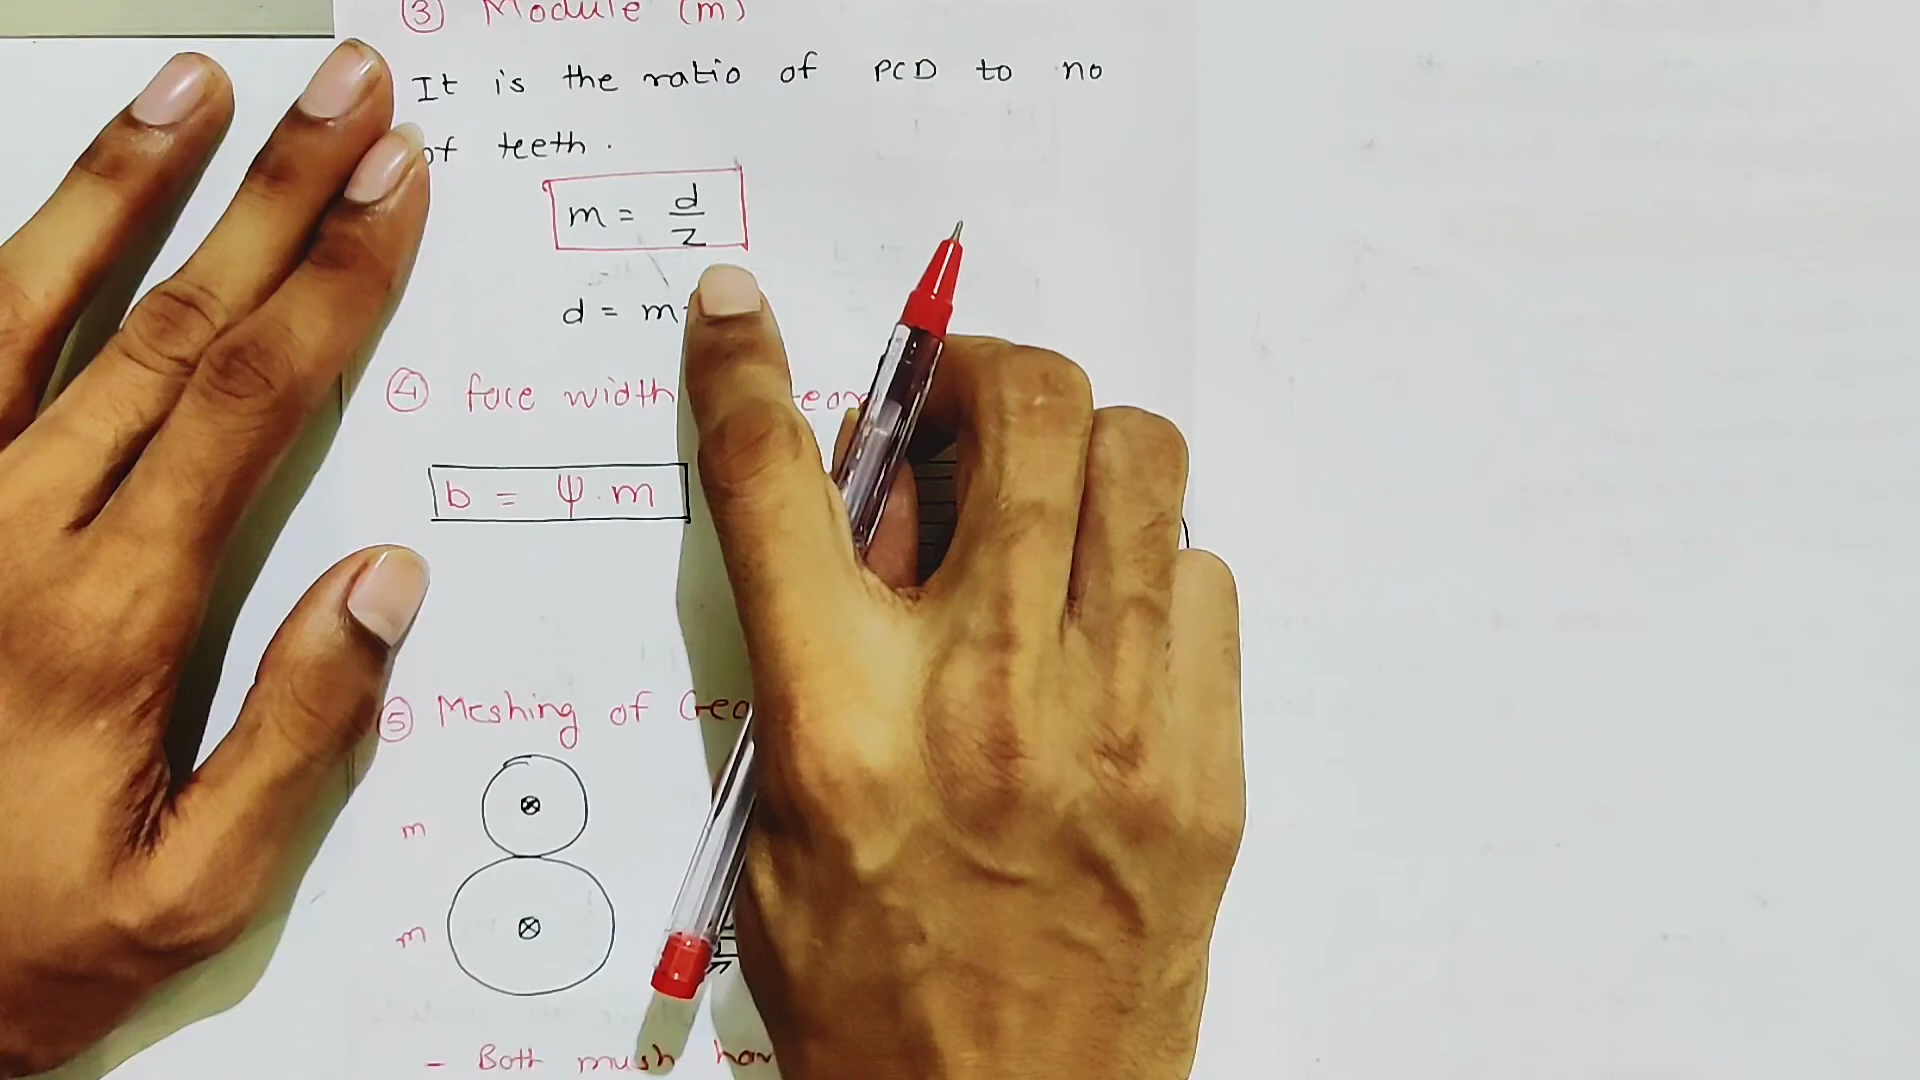 ③ Module (m)
It is the ratio of PCD to no
of teeth.
m = d/z
d = m
④ face width
b = ψ.m
⑤ Meshing of
m
m
- Both mush